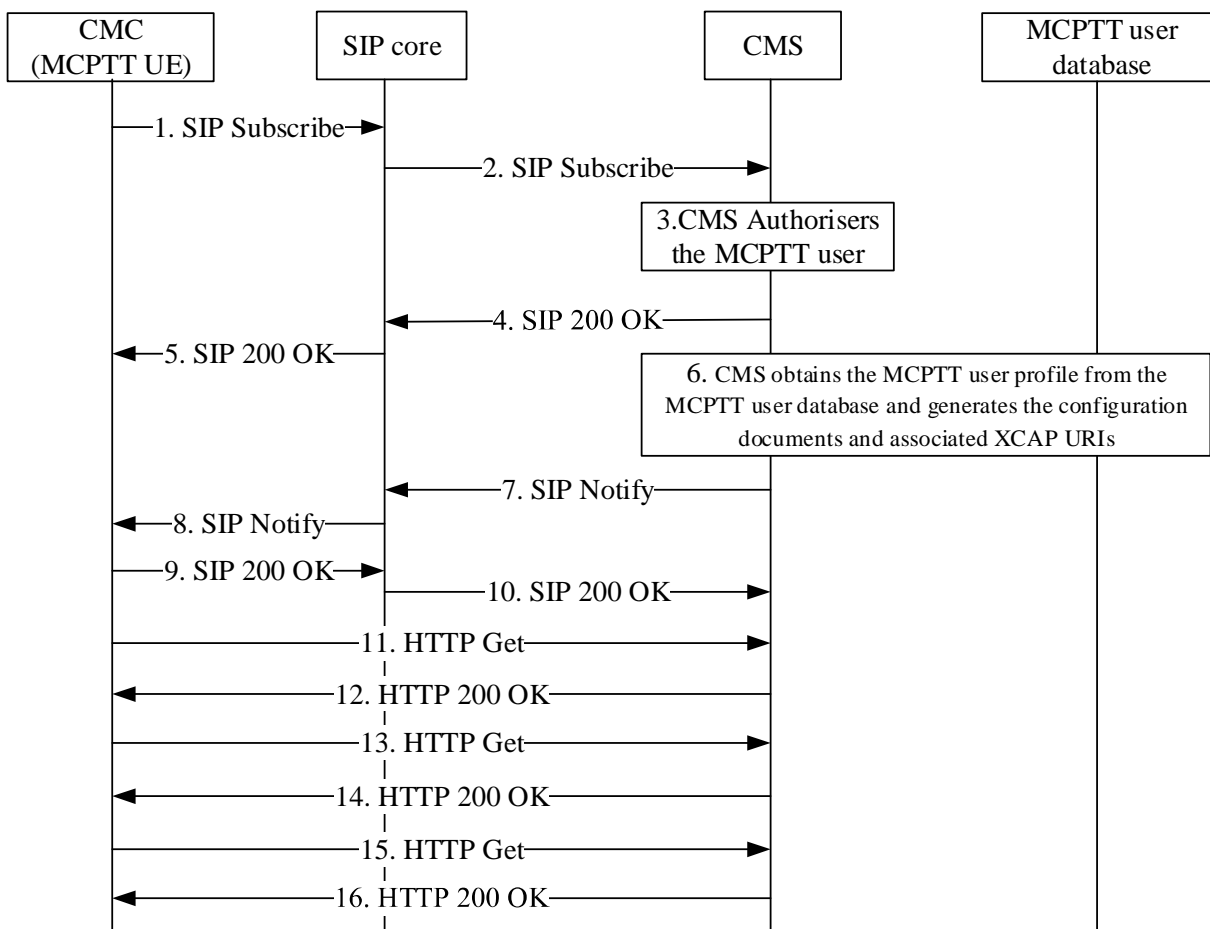 CMC
(MCPTT UE)
SIP core
CMS
MCPTT user
database
1. SIP Subscribe
2. SIP Subscribe
3.CMS Authorisers
the MCPTT user
4. SIP 200 OK
5. SIP 200 OK
6. CMS obtains the MCPTT user profile from the
MCPTT user database and generates the configuration
documents and associated XCAP URIs
7. SIP Notify
8. SIP Notify
9. SIP 200 OK
10. SIP 200 OK
11. HTTP Get
12. HTTP 200 OK
13. HTTP Get
14. HTTP 200 OK
15. HTTP Get
16. HTTP 200 OK